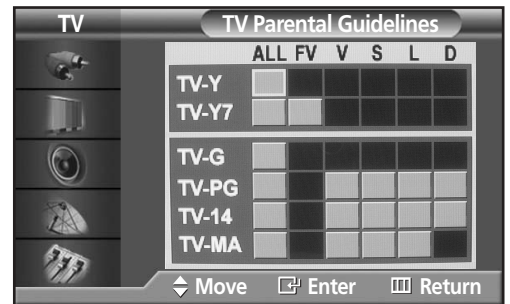 TV TV Parental Guidelines
ALL FV V S L D
TV-Y
TV-Y7
TV-G
TV-PG
TV-14
TV-MA
Move Enter Return